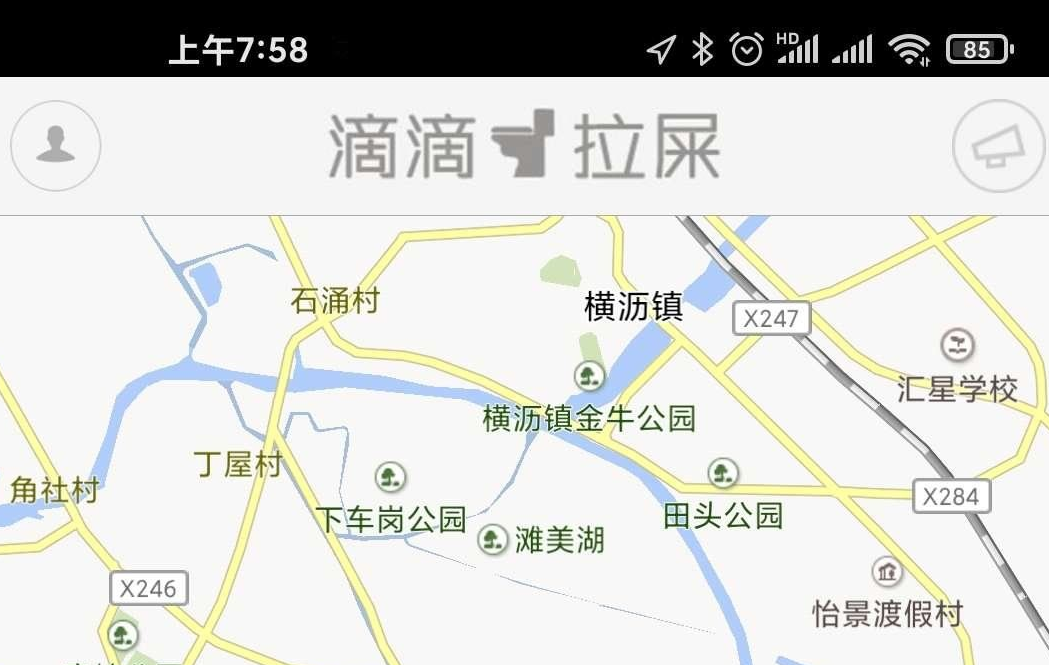 上午7:58
HD
85
滴滴拉屎
石涌村
横沥镇
X247
汇星学校
横沥镇金牛公园
丁屋村
角社村
X284
下车岗公园
田头公园
滩美湖
X246
怡景渡假村